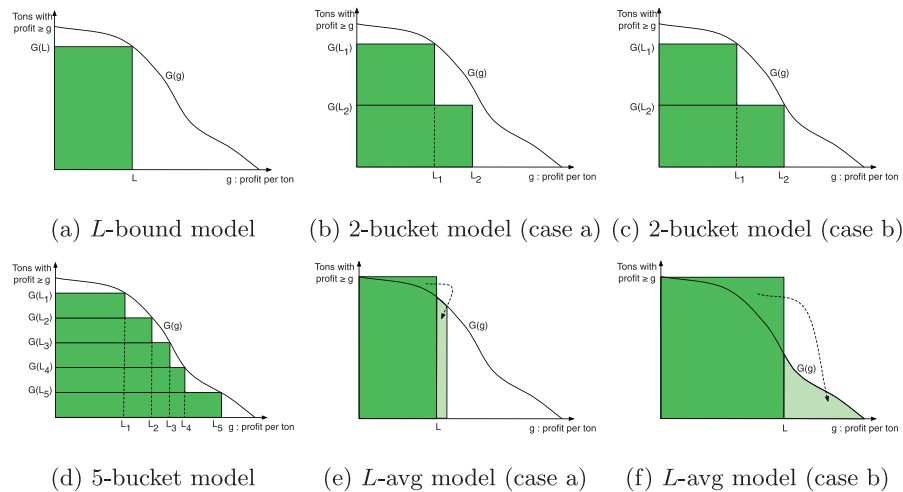 Tons with
profit ≥ g
G(L)
G(g)
L
g : profit per ton
(a) L-bound model
Tons with
profit ≥ g
G(L₁)
G(g)
G(L₂)
L₁ L₂
g : profit per ton
(b) 2-bucket model (case a)
Tons with
profit ≥ g
G(L₁)
G(g)
G(L₂)
L₁ L₂
g : profit per ton
(c) 2-bucket model (case b)
Tons with
profit ≥ g
G(L₁)
G(L₂)
G(g)
G(L₃)
G(L₄)
G(L₅)
L₁ L₂ L₃ L₄ L₅
g : profit per ton
(d) 5-bucket model
Tons with
profit ≥ g
G(g)
L
g : profit per ton
(e) L-avg model (case a)
Tons with
profit ≥ g
G(g)
L
g : profit per ton
(f) L-avg model (case b)